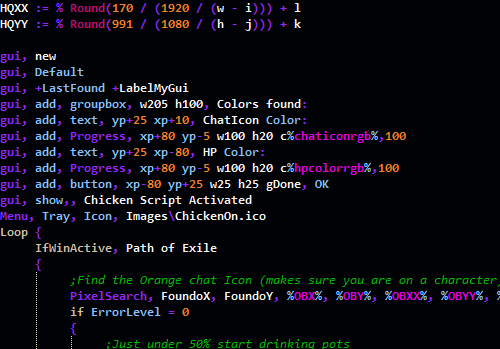 HQXX := % Round(170 / (1920 / (w - i))) + l
HQYY := % Round(991 / (1080 / (h - j))) + k
gui, new
gui, Default
gui, +LastFound +LabelMyGui
gui, add, groupbox, w205 h100, Colors found:
gui, add, text, yp+25 xp+10, ChatIcon Color:
gui, add, Progress, xp+80 yp-5 w100 h20 c%chaticonrgb%,100
gui, add, text, yp+25 xp-80, HP Color:
gui, add, Progress, xp+80 yp-5 w100 h20 c%hpcolorrgb%,100
gui, add, button, xp-80 yp+25 w25 h25 gDone, OK
gui, show,, Chicken Script Activated
Menu, Tray, Icon, Images\ChickenOn.ico
Loop {
IfWinActive, Path of Exile
{
;Find the Orange chat Icon (makes sure you are on a character,
PixelSearch, FoundoX, FoundoY, %OBX%, %OBY%, %OBXX%, %OBYY%, %
if ErrorLevel = 0
{
;Just under 50% start drinking pots